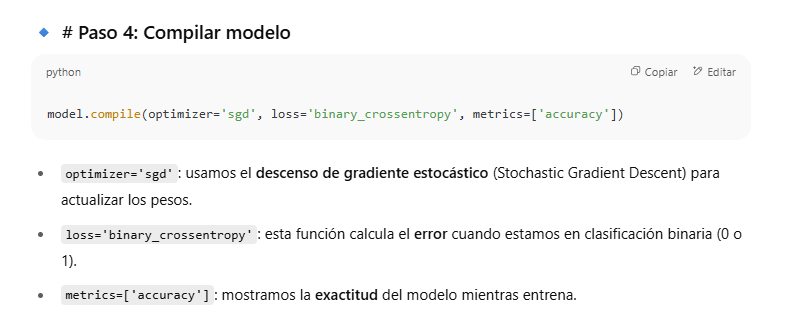 # Paso 4: Compilar modelo
python
Copiar
Editar
model.compile(optimizer='sgd', loss='binary_crossentropy', metrics=['accuracy'])
optimizer='sgd' : usamos el descenso de gradiente estocástico (Stochastic Gradient Descent) para
actualizar los pesos.
loss='binary_crossentropy' : esta función calcula el error cuando estamos en clasificación binaria (0 o
1).
metrics=['accuracy'] : mostramos la exactitud del modelo mientras entrena.